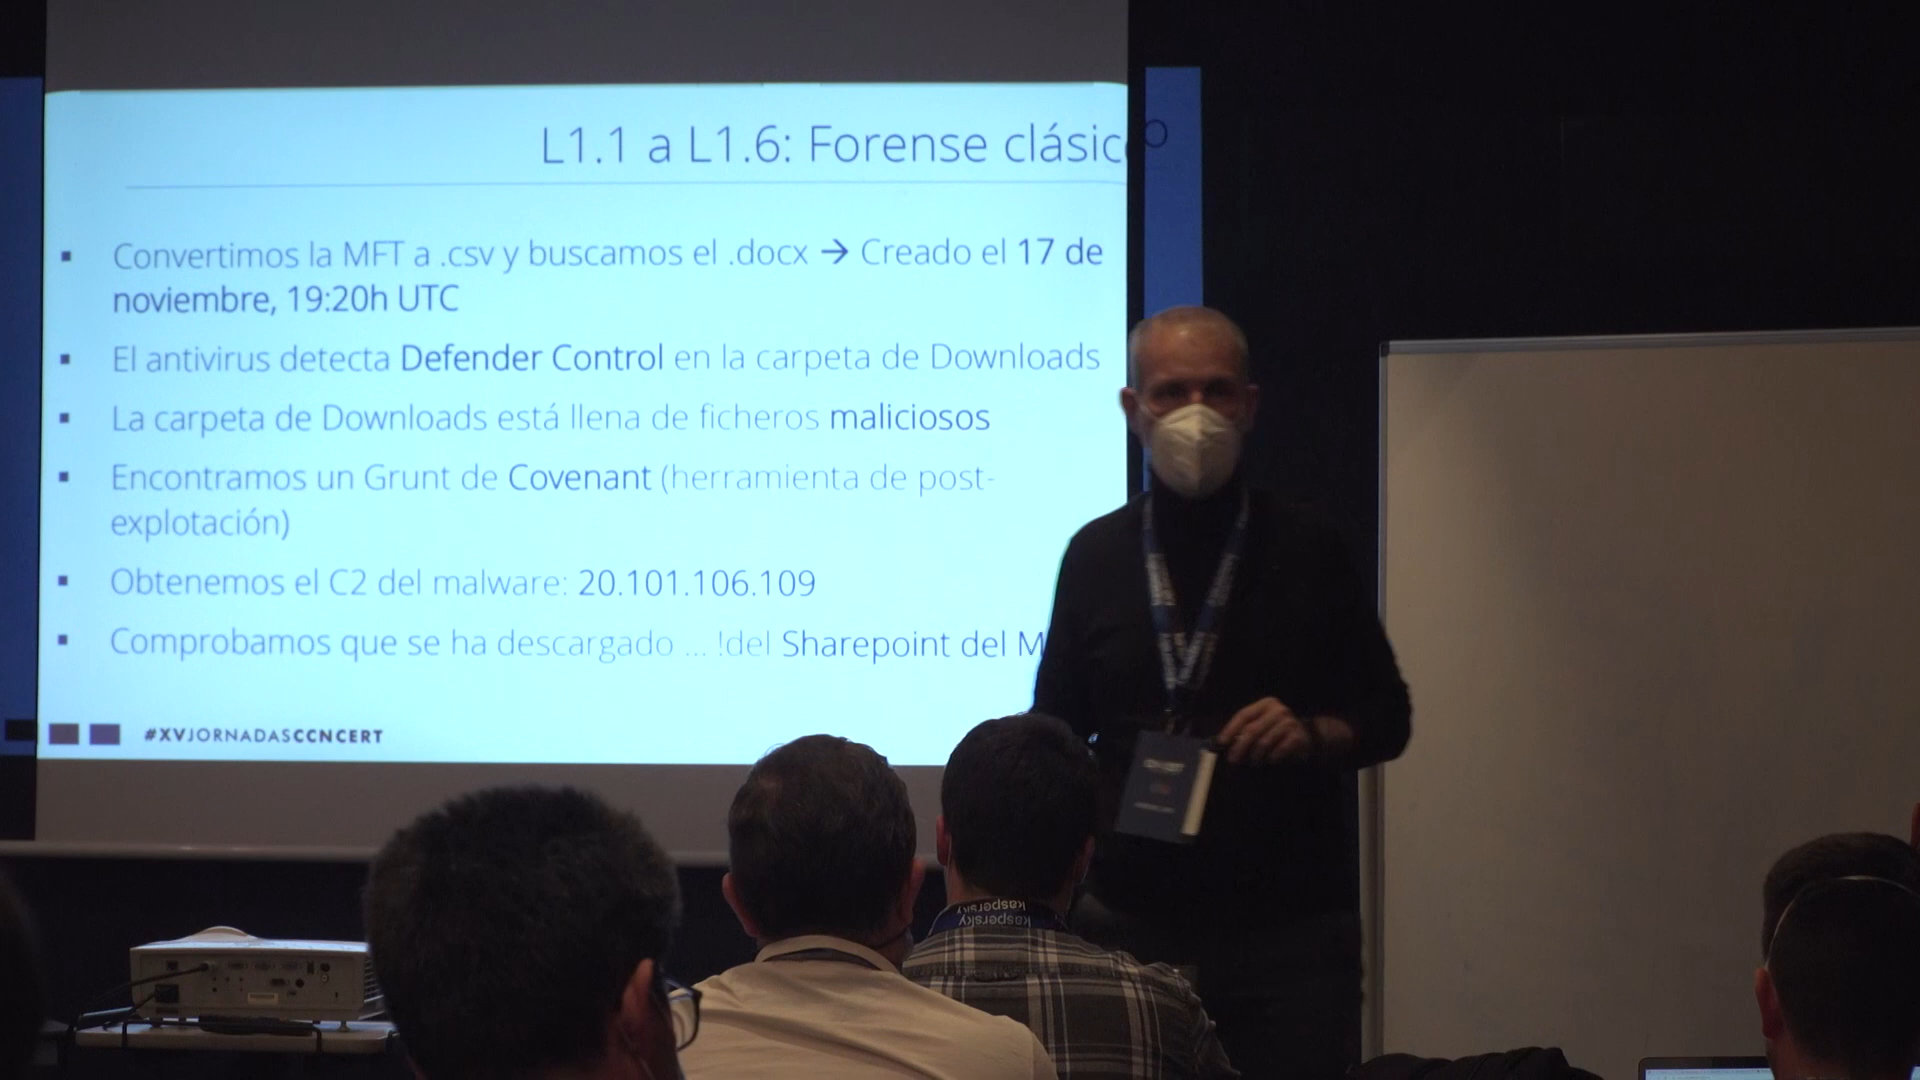 L1.1 a L1.6: Forense clásico
▪ Convertimos la MFT a .csv y buscamos el .docx → Creado el 17 de
noviembre, 19:20h UTC
▪ El antivirus detecta Defender Control en la carpeta de Downloads
▪ La carpeta de Downloads está llena de ficheros maliciosos
▪ Encontramos un Grunt de Covenant (herramienta de post-
explotación)
▪ Obtenemos el C2 del malware: 20.101.106.109
▪ Comprobamos que se ha descargado ... !del Sharepoint del M
#XVJORNADASCCNCERT
kaspersky
kaspersky